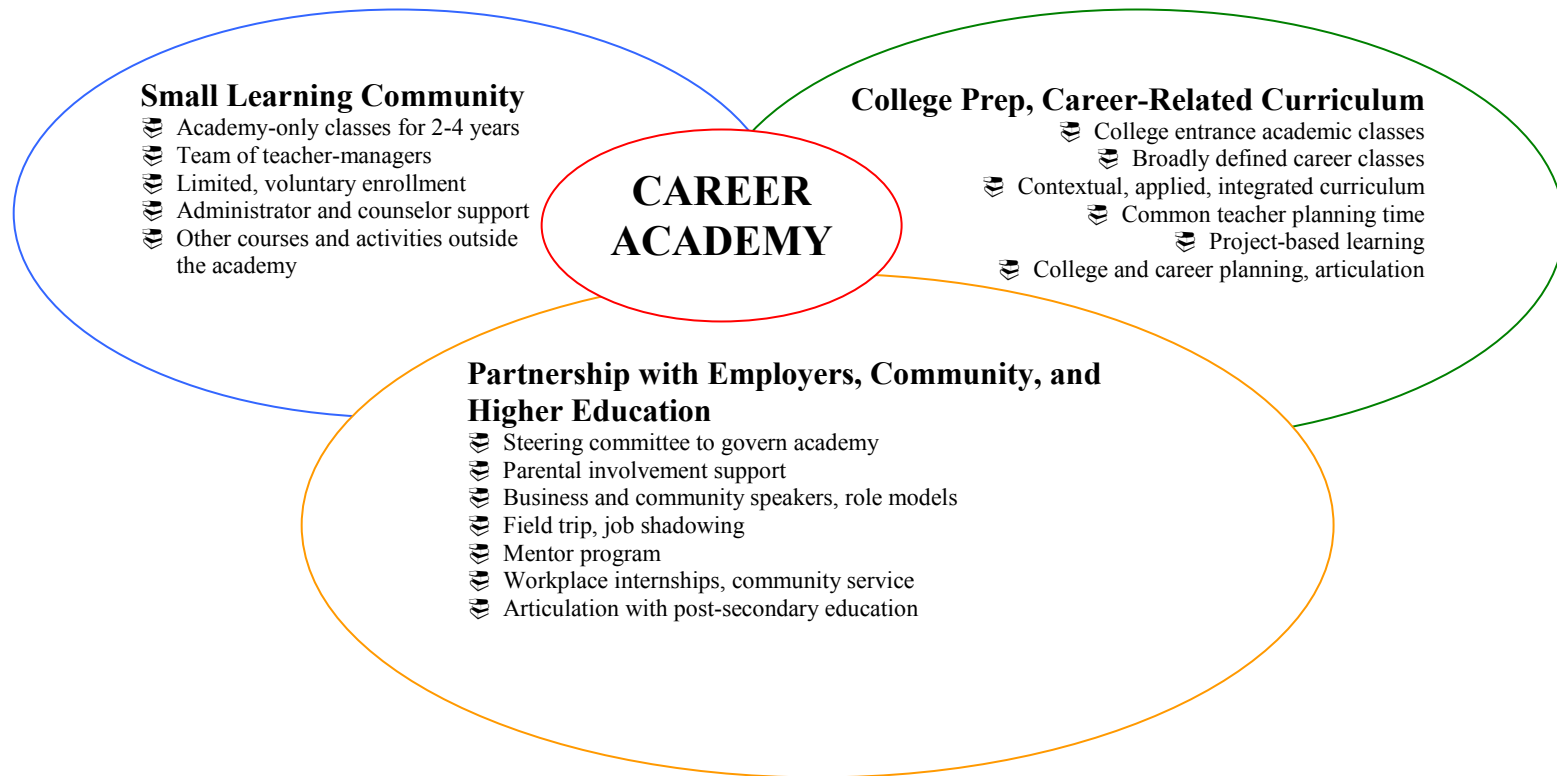 Small Learning Community
Academy-only classes for 2-4 years
Team of teacher-managers
Limited, voluntary enrollment
Administrator and counselor support
Other courses and activities outside
the academy
CAREER
ACADEMY
College Prep, Career-Related Curriculum
College entrance academic classes
Broadly defined career classes
Contextual, applied, integrated curriculum
Common teacher planning time
Project-based learning
College and career planning, articulation
Partnership with Employers, Community, and
Higher Education
Steering committee to govern academy
Parental involvement support
Business and community speakers, role models
Field trip, job shadowing
Mentor program
Workplace internships, community service
Articulation with post-secondary education